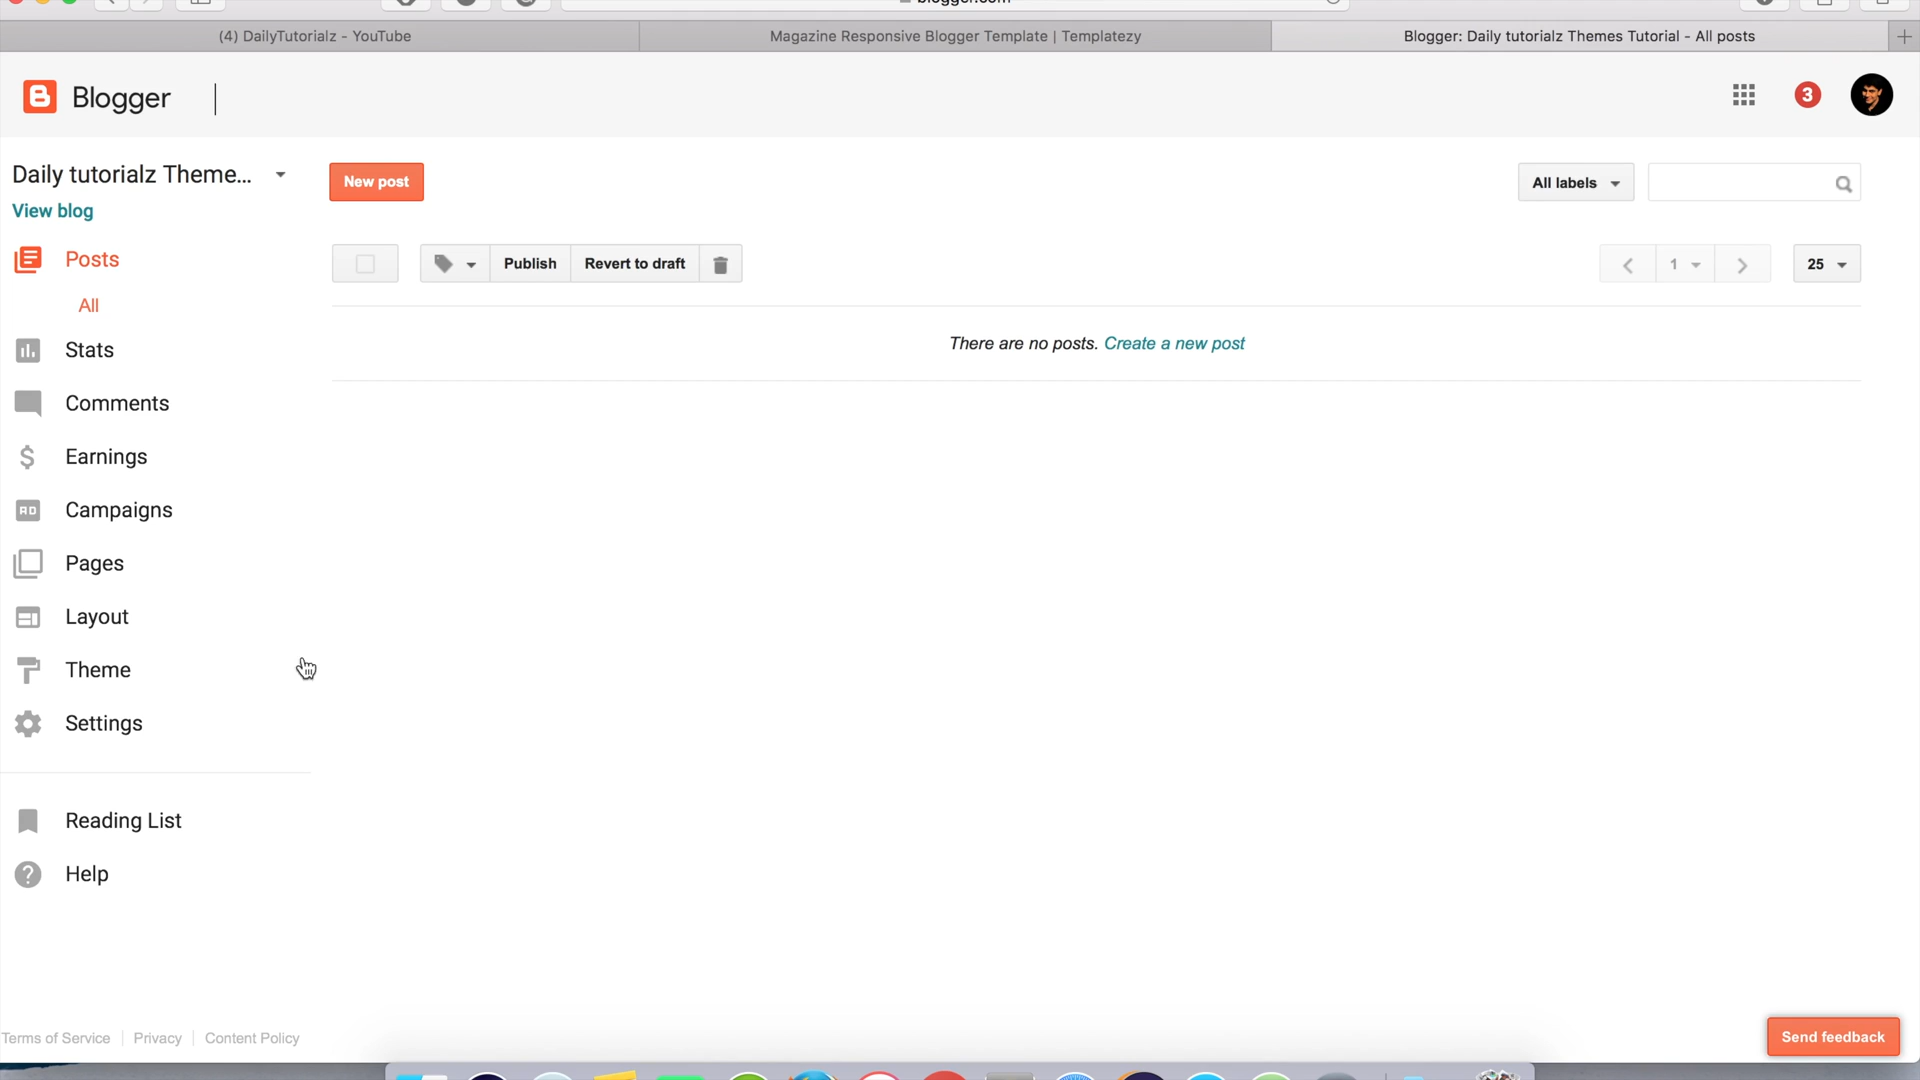 blogger.com
(4) DailyTutorialz - YouTube
Magazine Responsive Blogger Template | Templatezy
Blogger: Daily tutorialz Themes Tutorial - All posts
Blogger
3
Daily tutorialz Theme...
New post
All labels
View blog
Posts
Publish
Revert to draft
1
25
All
There are no posts. Create a new post
Stats
Comments
Earnings
AD
Campaigns
Pages
Layout
Theme
Settings
Reading List
Help
Terms of Service
Privacy
Content Policy
Send feedback